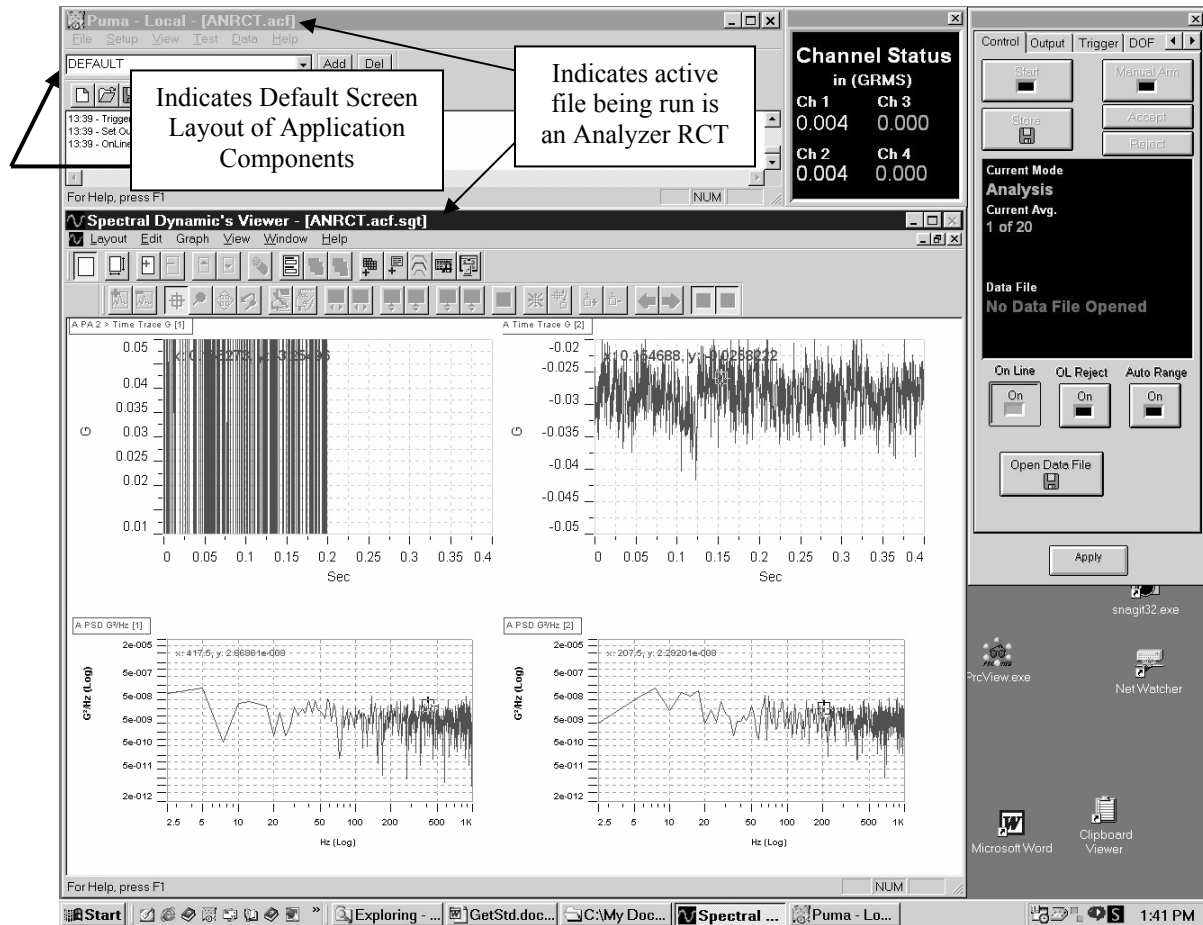 Puma - Local - [ANRCT.acf]
File Setup View Test Data Help
DEFAULT
Add Del
13:39 - Trigger
13:39 - Set Ou
13:39 - OnLine
For Help, press F1
NUM
Indicates Default Screen
Layout of Application
Components
Indicates active
file being run is
an Analyzer RCT
Channel Status
in (GRMS)
Ch 1 Ch 3
0.004 0.000
Ch 2 Ch 4
0.004 0.000
Control Output Trigger DOF
Start Manual Arm
Store Accept
Reject
Current Mode
Analysis
Current Avg.
1 of 20
Data File
No Data File Opened
On Line OL Reject Auto Range
On On On
Open Data File
Apply
Spectral Dynamic's Viewer - [ANRCT.acf.sgt]
Layout Edit Graph View Window Help
A PA 2 > Time Trace G [1]
0.05
0.04
0.035
0.03
0.025
0.02
0.01
G
0 0.05 0.1 0.15 0.2 0.25 0.3 0.35 0.4
Sec
A Time Trace G [2]
x: 0.154688, y: -0.0258222
-0.02
-0.025
-0.03
-0.035
-0.04
-0.045
-0.05
G
0 0.05 0.1 0.15 0.2 0.25 0.3 0.35 0.4
Sec
A PSD G²/Hz [1]
x: 417.5, y: 2.86861e-008
2e-005
5e-007
5e-008
5e-009
5e-010
5e-011
2e-012
G²/Hz (Log)
2.5 5 10 20 50 100 200 500 1K
Hz (Log)
A PSD G²/Hz [2]
x: 207.5, y: 2.29201e-008
2e-005
5e-007
5e-008
5e-009
5e-010
5e-011
2e-012
G²/Hz (Log)
2.5 5 10 20 50 100 200 500 1K
Hz (Log)
For Help, press F1
NUM
snagit32.exe
PrcView.exe
NetWatcher
Microsoft Word
Clipboard
Viewer
Start
Exploring - ...
GetStd.doc...
C:\My Doc...
Spectral ...
Puma - Lo...
1:41 PM